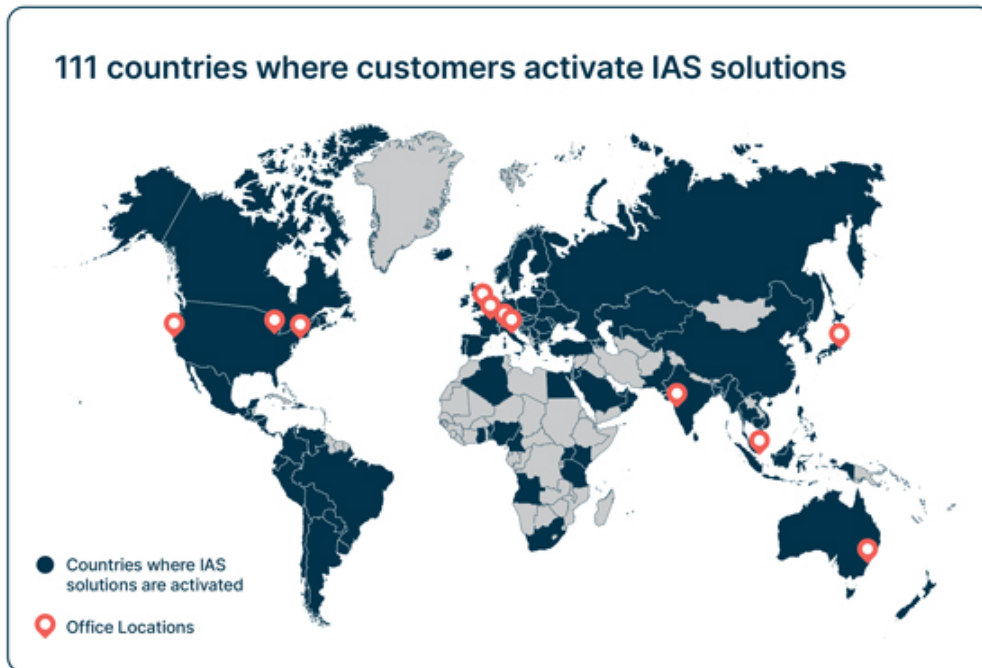 111 countries where customers activate IAS solutions
Countries where IAS
solutions are activated
Office Locations